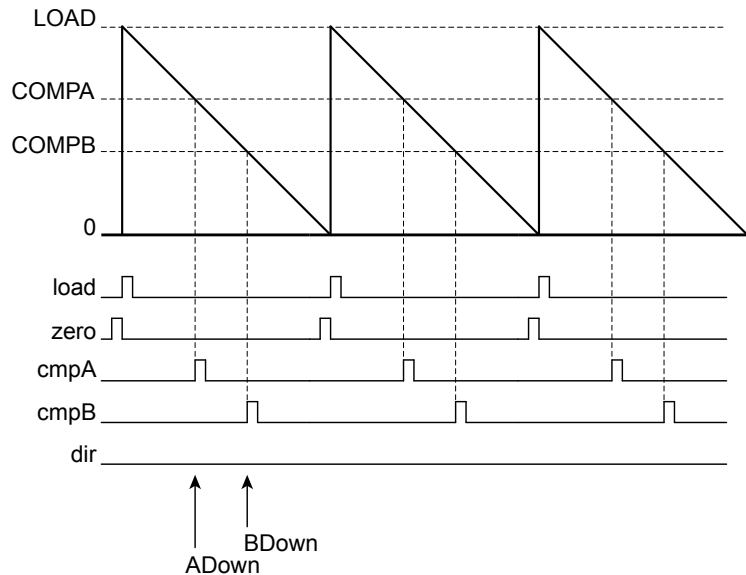 LOAD
COMPA
COMPB
0
load
zero
cmpA
cmpB
dir
BDown
ADown